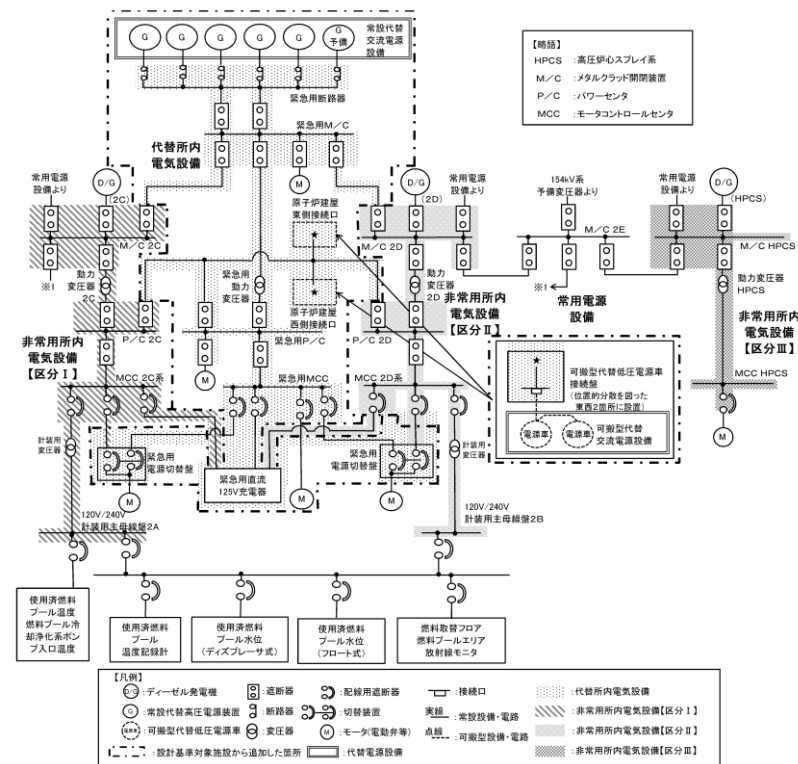 G
G
G
G
G
G
予備
常設代替
交流電源
設備
【略語】
HPCS :高圧炉心スプレイ系
M/C :メタルクラッド開閉装置
P/C :パワーセンタ
MCC :モータコントロールセンタ
緊急用断路器
緊急用M/C
代替所内
電気設備
常用電源
設備より
D/G
(2C)
M
原子炉建屋
東側接続口
★
D/G
(2D)
常用電源
設備より
154kV系
予備変圧器より
常用電源
設備より
D/G
(HPCS)
M/C 2C
M/C 2D
M/C 2E
M/C HPCS
※1
動力
変圧器
2C
緊急用
動力
変圧器
★
原子炉建屋
西側接続口
動力
変圧器
2D
※1
常用電源
設備
動力変圧器
HPCS
非常用所内
電気設備
【区分Ⅱ】
非常用所内
電気設備
【区分Ⅲ】
P/C 2C
緊急用P/C
P/C 2D
非常用所内
電気設備
【区分Ⅰ】
M
MCC 2C系
緊急用MCC
MCC 2D系
MCC HPCS
M
★
可搬型代替低圧電源車
接続盤
(位置的分散を図った
東西2箇所に設置)
電源車
電源車
可搬型代替
交流電源設備
計装用
変圧器
緊急用
電源切替盤
緊急用直流
125V充電器
緊急用
電源切替盤
計装用
変圧器
M
M
M
120V/240V
計装用主母線盤2A
120V/240V
計装用主母線盤2B
使用済燃料
プール温度
燃料プール冷
却浄化系ポン
プ入口温度
使用済燃料
プール
温度記録計
使用済燃料
プール水位
(ディスプレーサ式)
使用済燃料
プール水位
(フロート式)
燃料取替フロア
燃料プールエリア
放射線モニタ
【凡例】
D/G :ディーゼル発電機
:遮断器
:配線用遮断器
:接続口
:代替所内電気設備
G :常設代替高圧電源装置
:断路器
:切替装置
実線
:常設設備・電路
:非常用所内電気設備【区分Ⅰ】
電源車 :可搬型代替低圧電源車
:変圧器
M :モータ(電動弁等)
点線
:可搬型設備・電路
:非常用所内電気設備【区分Ⅱ】
:設計基準対象施設から追加した箇所
:代替電源設備
:非常用所内電気設備【区分Ⅲ】